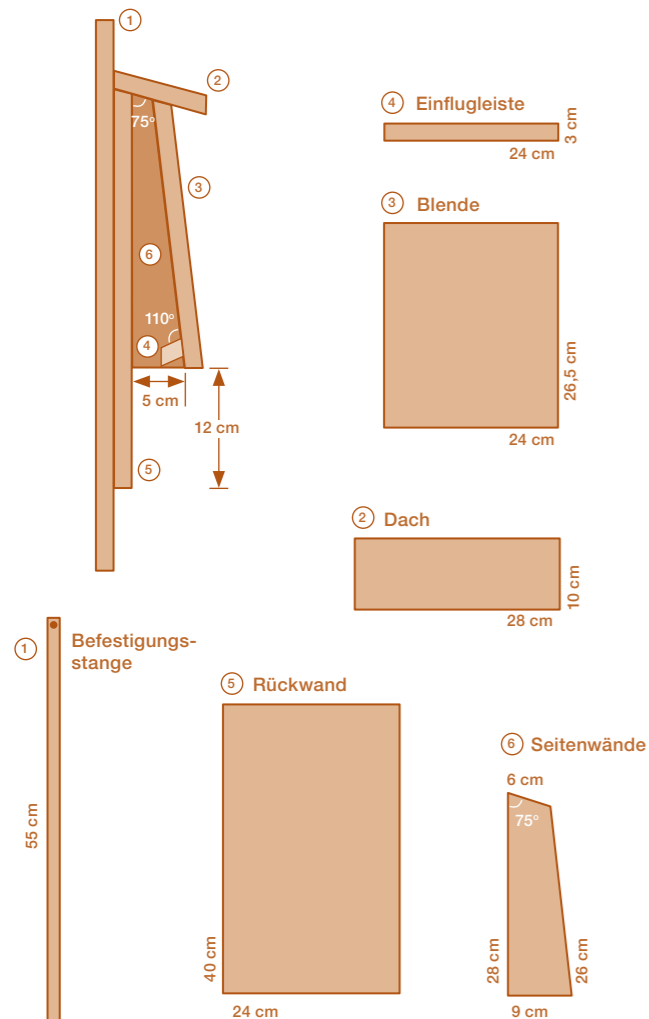 1
2
75°
3
6
110°
4
5 cm
12 cm
5
4 Einflugleiste
3 cm
24 cm
3 Blende
26,5 cm
24 cm
2 Dach
10 cm
28 cm
1 Befestigungs-
stange
55 cm
5 Rückwand
40 cm
24 cm
6 Seitenwände
6 cm
75°
28 cm
26 cm
9 cm